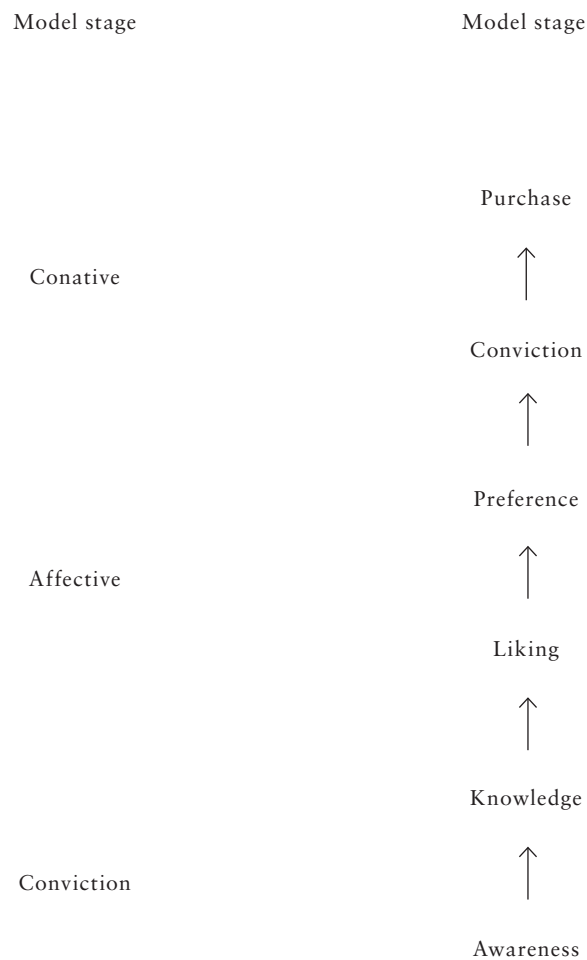 Model stage
Model stage
Purchase
Conative
Conviction
Preference
Affective
Liking
Knowledge
Conviction
Awareness